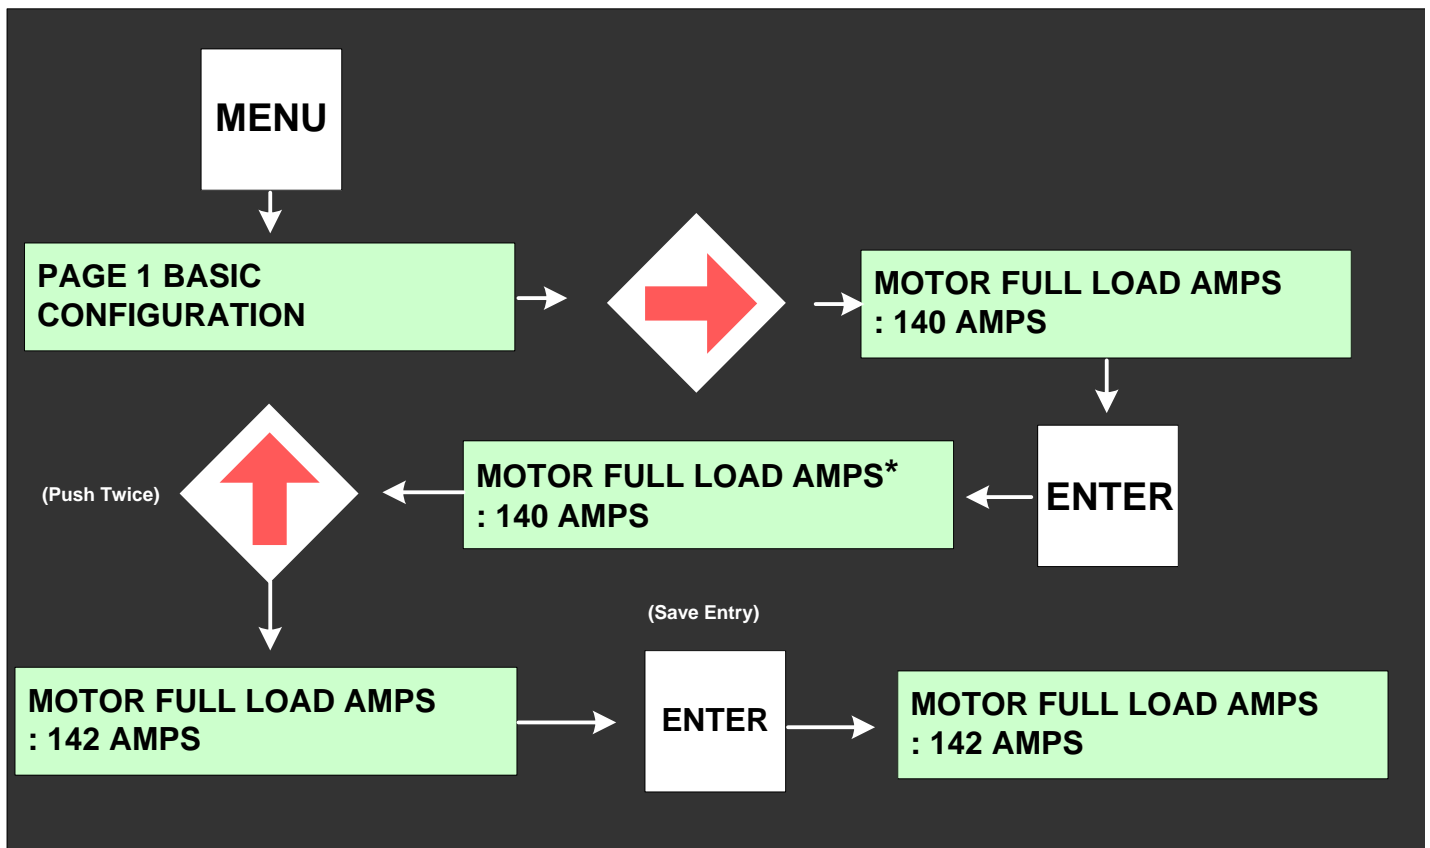 MENU
PAGE 1 BASIC
CONFIGURATION
MOTOR FULL LOAD AMPS
: 140 AMPS
ENTER
MOTOR FULL LOAD AMPS*
: 140 AMPS
(Push Twice)
MOTOR FULL LOAD AMPS
: 142 AMPS
(Save Entry)
ENTER
MOTOR FULL LOAD AMPS
: 142 AMPS